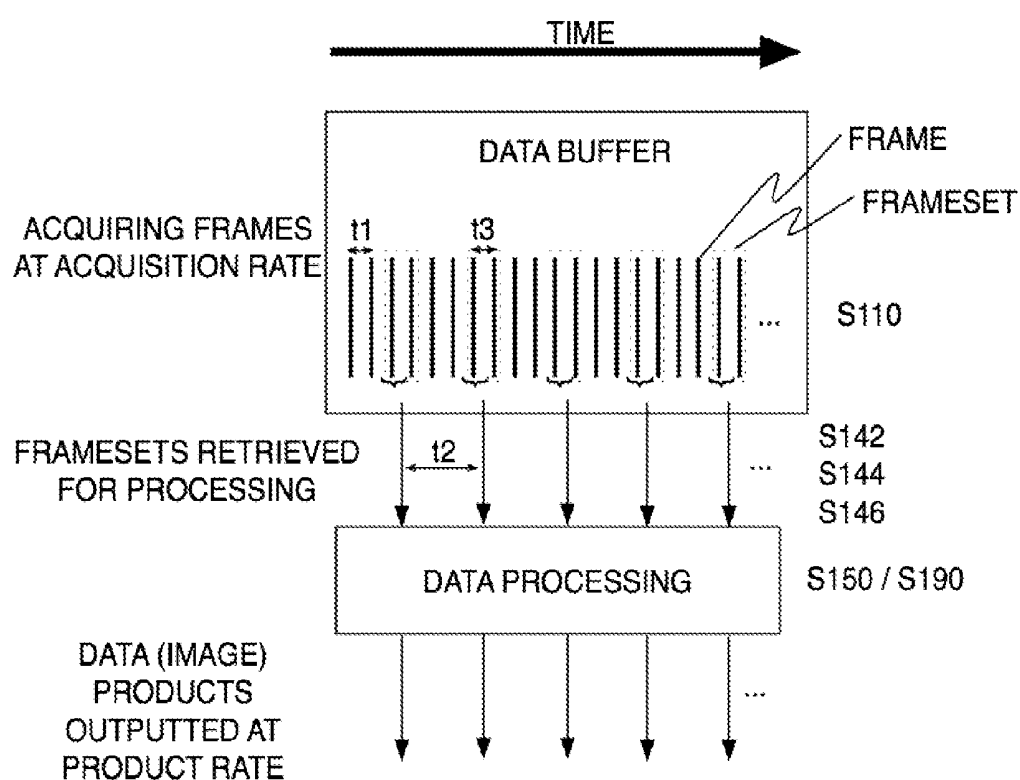 TIME
DATA BUFFER
FRAME
FRAMESET
ACQUIRING FRAMES
AT ACQUISITION RATE
t1
t3
...
S110
FRAMESETS RETRIEVED
FOR PROCESSING
t2
...
S142
S144
S146
DATA PROCESSING
S150 / S190
DATA (IMAGE)
PRODUCTS
OUTPUTTED AT
PRODUCT RATE
...